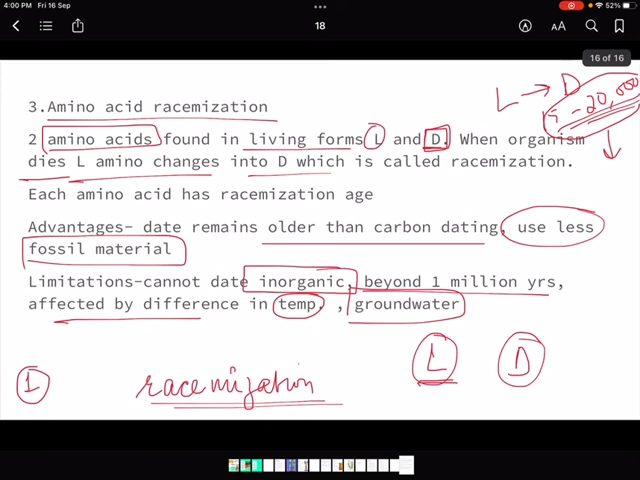 4:00 PM Fri 16 Sep
52%
18
AA
16 of 16
L → D
-20,000
3.Amino acid racemization
2 amino acids found in living forms L and D. When organism
dies L amino changes into D which is called racemization.
Each amino acid has racemization age
Advantages- date remains older than carbon dating, use less
fossil material
Limitations-cannot date inorganic, beyond 1 million yrs,
affected by difference in temp, , groundwater
L D
1 racemization